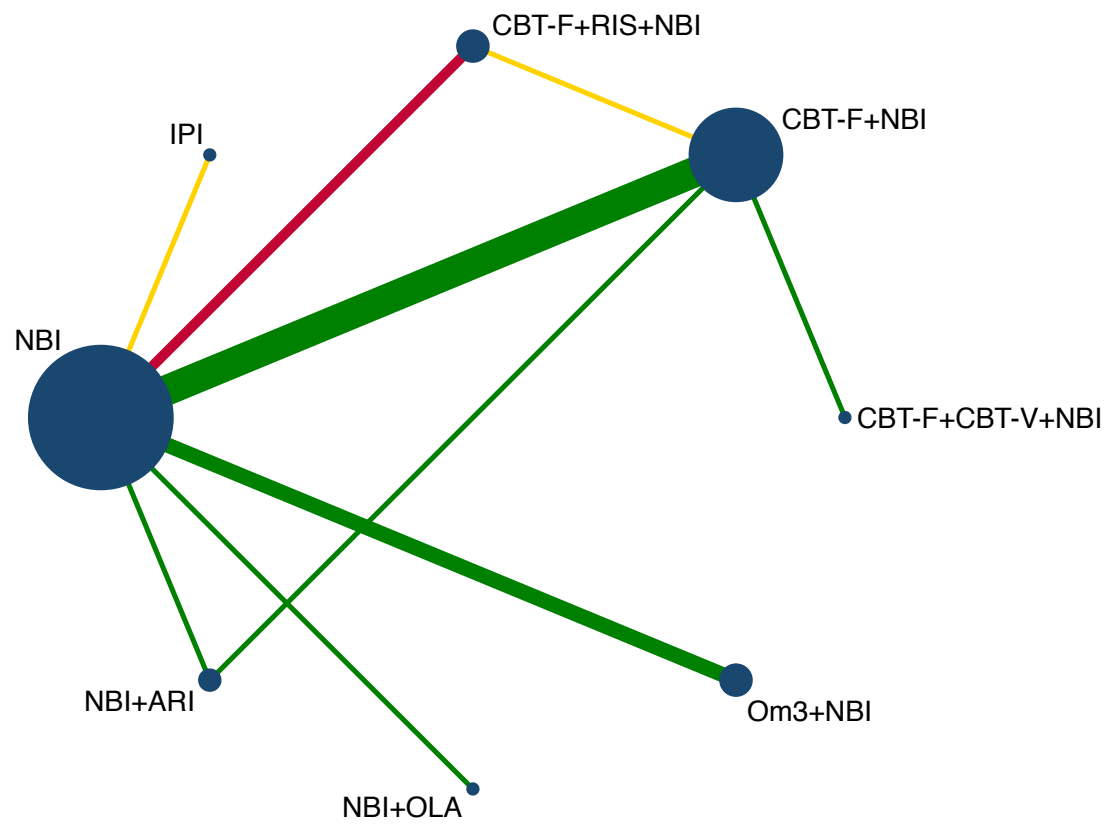 CBT-F+RIS+NBI
CBT-F+NBI
IPI
NBI
CBT-F+CBT-V+NBI
NBI+ARI
Om3+NBI
NBI+OLA